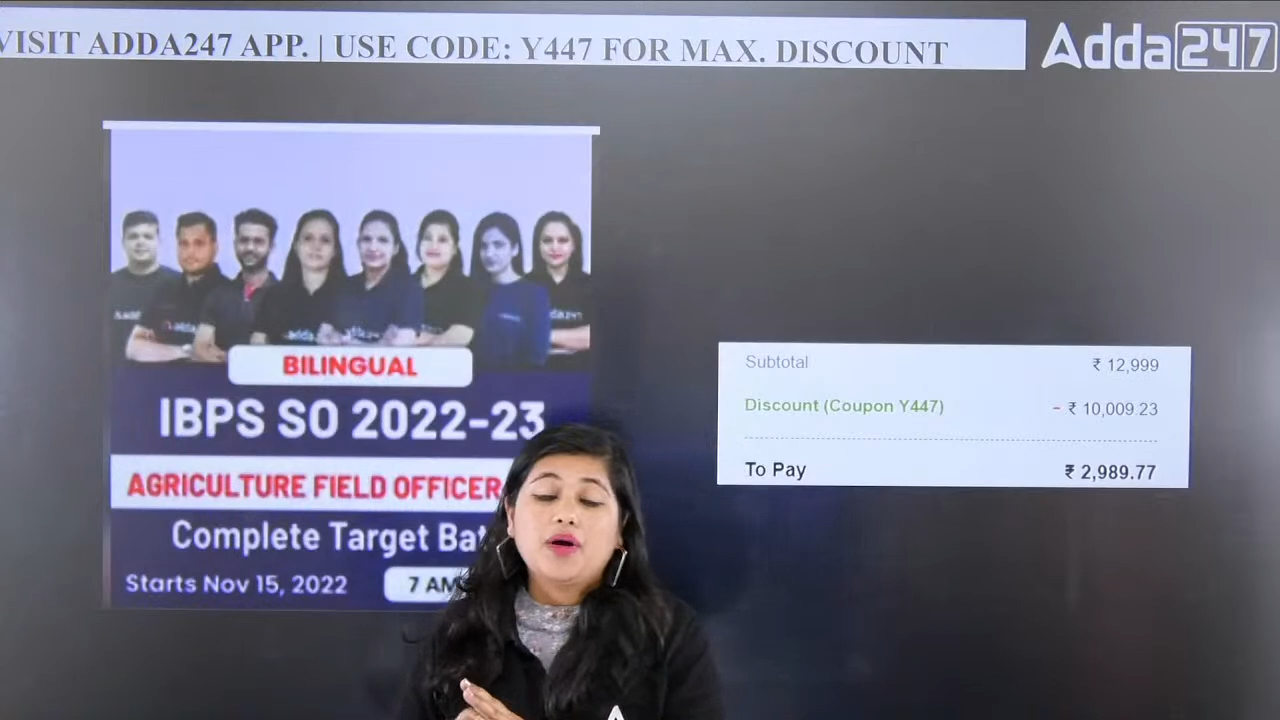 VISIT ADDA247 APP. | USE CODE: Y447 FOR MAX. DISCOUNT
Adda247
BILINGUAL
IBPS SO 2022-23
AGRICULTURE FIELD OFFICER
Complete Target Bat
Starts Nov 15, 2022
7 AM
Subtotal ₹ 12,999
Discount (Coupon Y447) - ₹ 10,009.23
To Pay ₹ 2,989.77